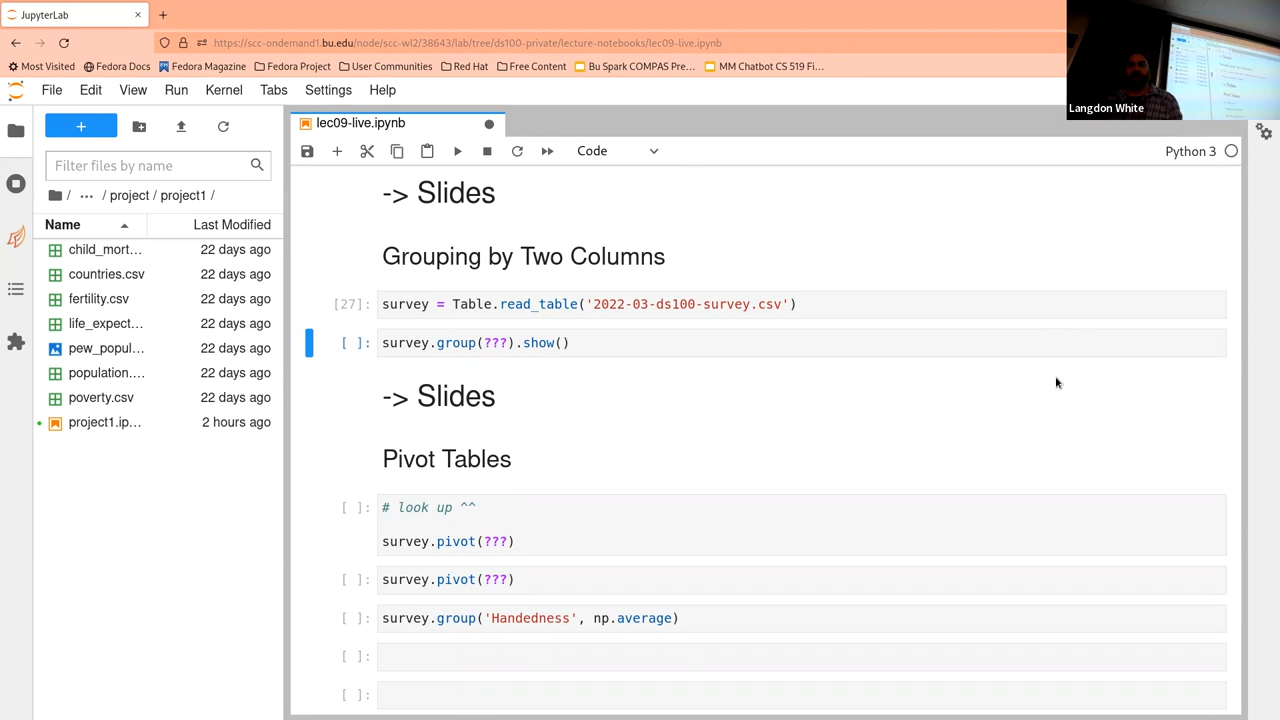 JupyterLab
https://scc-ondemand1.bu.edu/node/scc-wl2/38643/lab/tree/ds100-private/lecture-notebooks/lec09-live.ipynb
Most Visited Fedora Docs Fedora Magazine Fedora Project User Communities Red Hat Free Content Bu Spark COMPAS Pre… MM Chatbot CS 519 Fi…
Langdon White
File Edit View Run Kernel Tabs Settings Help
lec09-live.ipynb
Code
Python 3
Filter files by name
/ ··· / project / project1 /
Name Last Modified
child_mort… 22 days ago
countries.csv 22 days ago
fertility.csv 22 days ago
life_expect… 22 days ago
pew_popul… 22 days ago
population.… 22 days ago
poverty.csv 22 days ago
project1.ip… 2 hours ago
-> Slides
Grouping by Two Columns
[27]: survey = Table.read_table('2022-03-ds100-survey.csv')
[ ]: survey.group(???).show()
-> Slides
Pivot Tables
[ ]: # look up ^^
survey.pivot(???)
[ ]: survey.pivot(???)
[ ]: survey.group('Handedness', np.average)
[ ]:
[ ]: